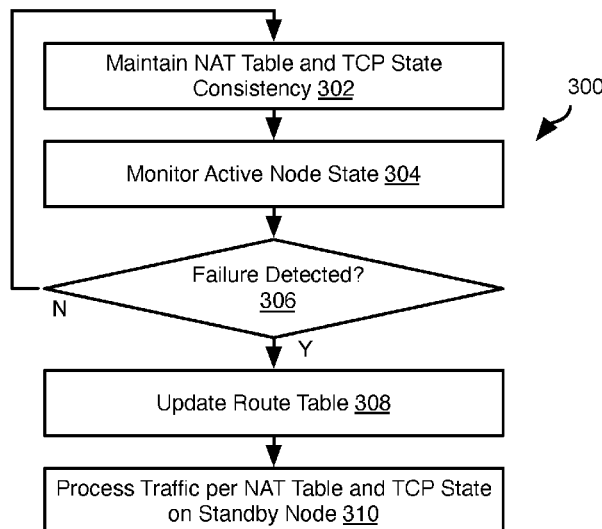 Maintain NAT Table and TCP State
Consistency 302
300
Monitor Active Node State 304
Failure Detected?
306
N
Y
Update Route Table 308
Process Traffic per NAT Table and TCP State
on Standby Node 310